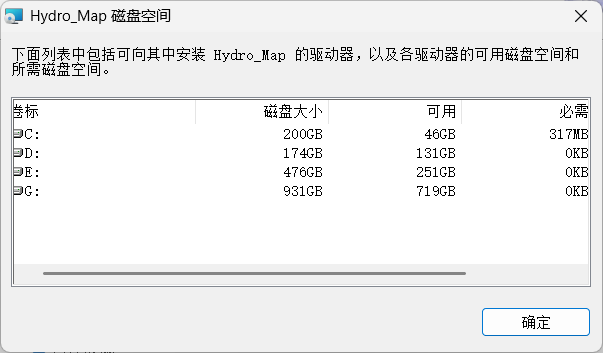 Hydro_Map 磁盘空间
下面列表中包括可向其中安装 Hydro_Map 的驱动器，以及各驱动器的可用磁盘空间和
所需磁盘空间。
卷标 磁盘大小 可用 必需
C: 200GB 46GB 317MB
D: 174GB 131GB 0KB
E: 476GB 251GB 0KB
G: 931GB 719GB 0KB
确定